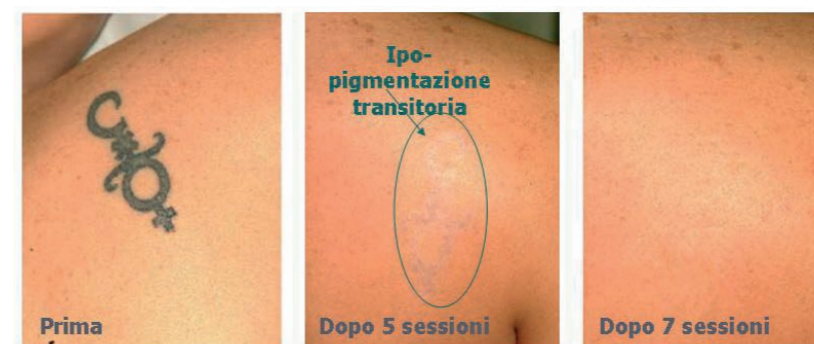 Ipo-
pigmentazione
transitoria
Prima
Dopo 5 sessioni
Dopo 7 sessioni